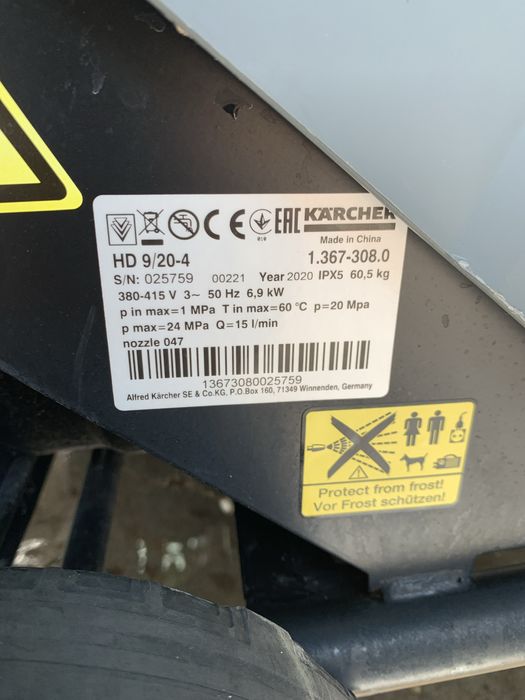 EAC KÄRCHER
010
Made in China
HD 9/20-4 1.367-308.0
S/N: 025759 00221 Year 2020 IPX5 60,5 kg
380-415 V 3~ 50 Hz 6,9 kW
p in max=1 MPa T in max=60 °C p=20 Mpa
p max=24 MPa Q=15 l/min
nozzle 047
13673080025759
Alfred Kärcher SE & Co.KG, P.O.Box 160, 71349 Winnenden, Germany
Protect from frost!
Vor Frost schützen!